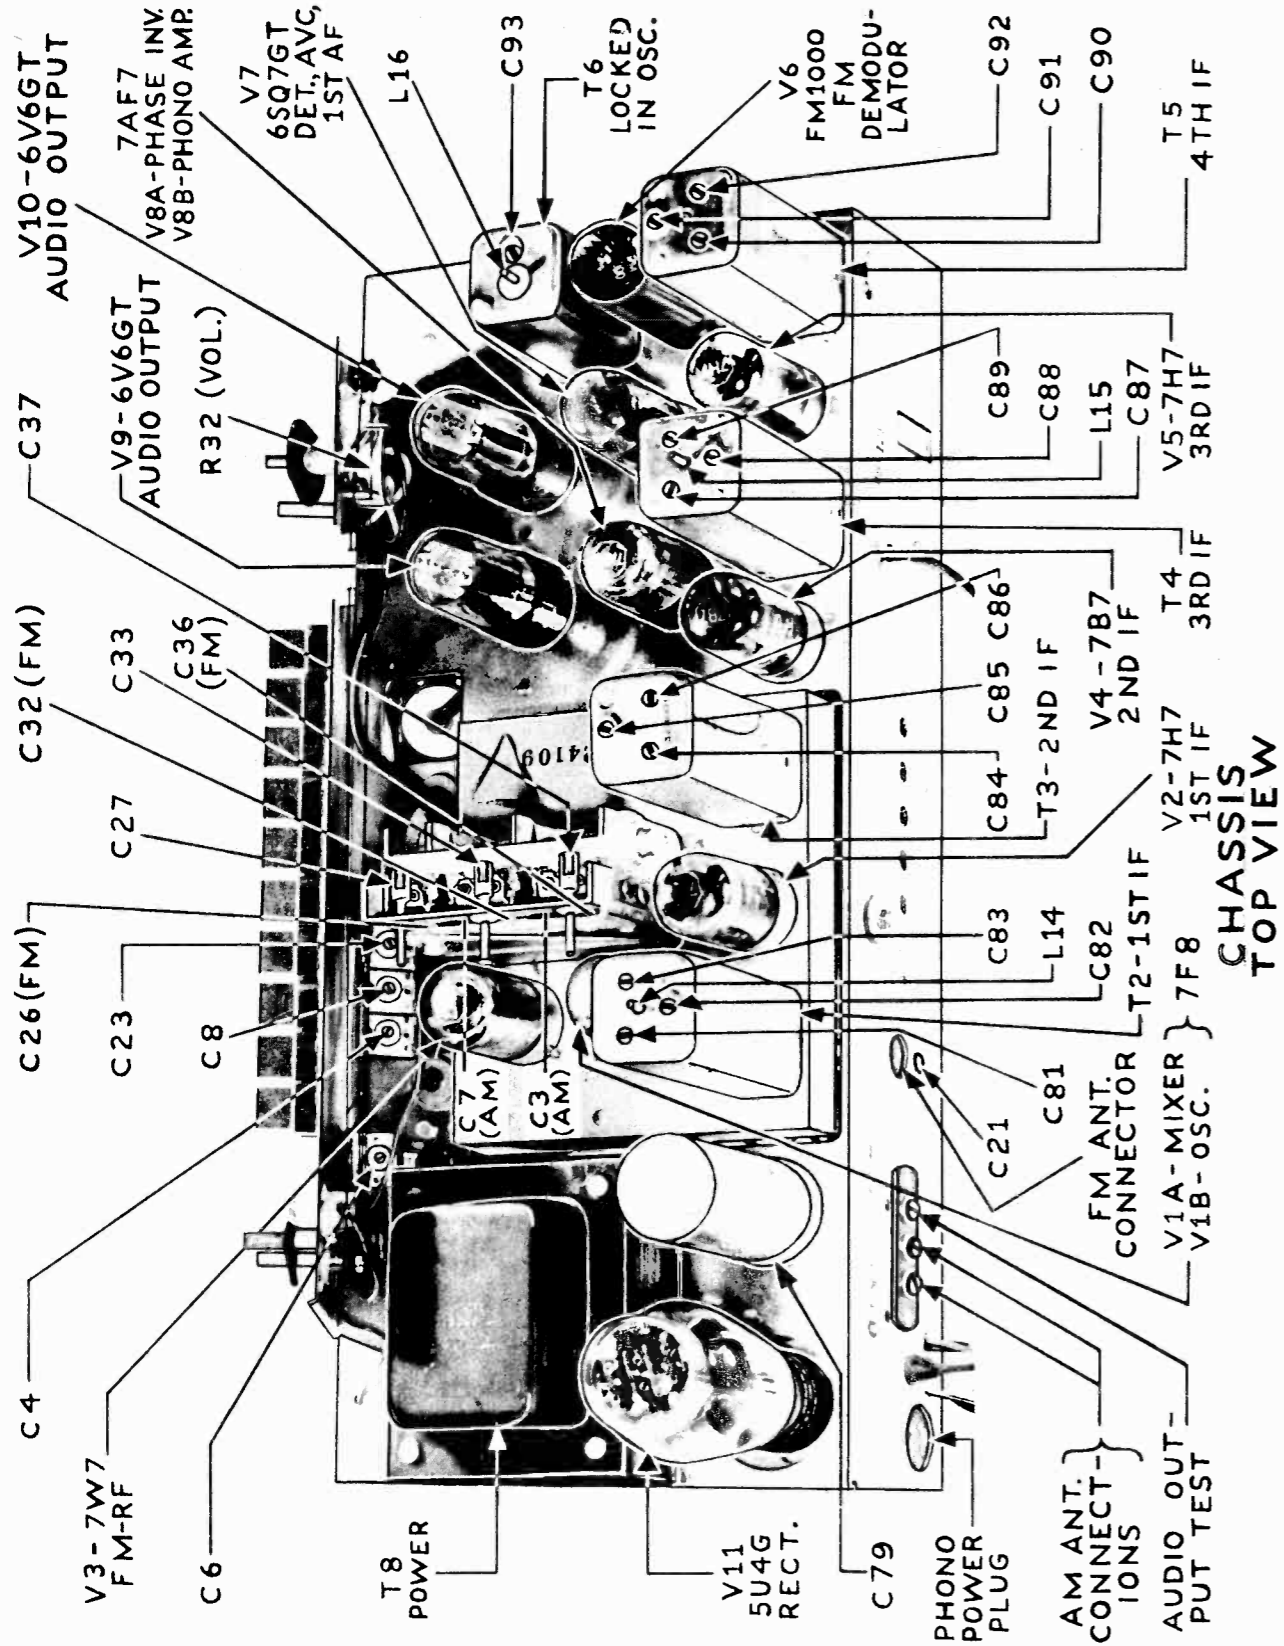 V10-6V6GT
AUDIO OUTPUT
7AF7
V8A-PHASE INV.
V8B-PHONO AMP.
V7
6SQ7GT
DET., AVC,
1ST AF
L16
C93
T6
LOCKED
IN OSC.
V6
FM1000
FM
DEMODU-
LATOR
C92
C91
C90
T5
4TH IF
C37
V9-6V6GT
AUDIO OUTPUT
R32 (VOL.)
C32(FM)
C33
C36
(FM)
C27
C26(FM)
C23
C8
C4
V3-7W7
FM-RF
C6
C7
(AM)
C3
(AM)
24109
C89
C88
L15
C87
V5-7H7
3RD IF
T4
3RD IF
C86
C85
C84
T3-2ND IF
V4-7B7
2ND IF
V2-7H7
1ST IF
C83
L14
C82
T2-1ST IF
C81
C21
FM ANT.
CONNECTOR
V1A-MIXER } 7F8
V1B-OSC.
T8
POWER
V11
5U4G
RECT.
C79
PHONO
POWER
PLUG
AM ANT.
CONNECT-
IONS
AUDIO OUT-
PUT TEST
CHASSIS
TOP VIEW